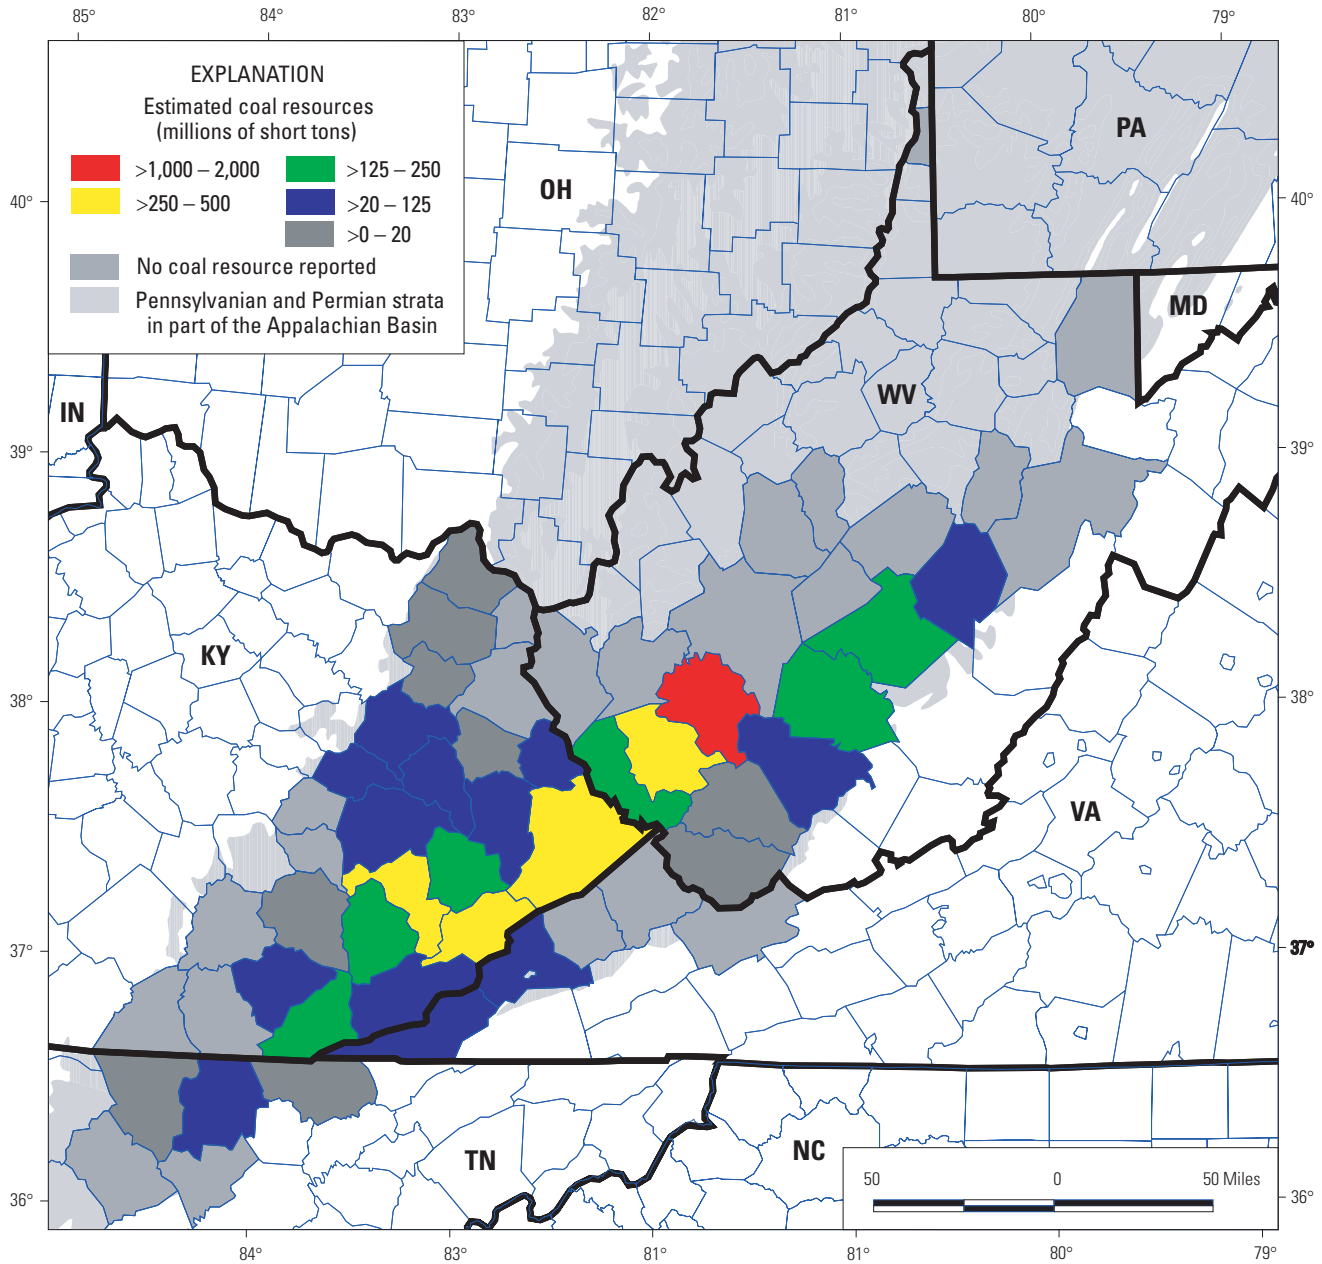 85° 84° 83° 82° 81° 80° 79°
EXPLANATION
Estimated coal resources
(millions of short tons)
>1,000 – 2,000
>250 – 500
>125 – 250
>20 – 125
>0 – 20
No coal resource reported
Pennsylvanian and Permian strata
in part of the Appalachian Basin
PA
OH
40°
40°
MD
WV
IN
39°
39°
KY
38°
38°
VA
37°
37°
TN
NC
50 0 50 Miles
36°
36°
84° 83° 81° 81° 80° 79°